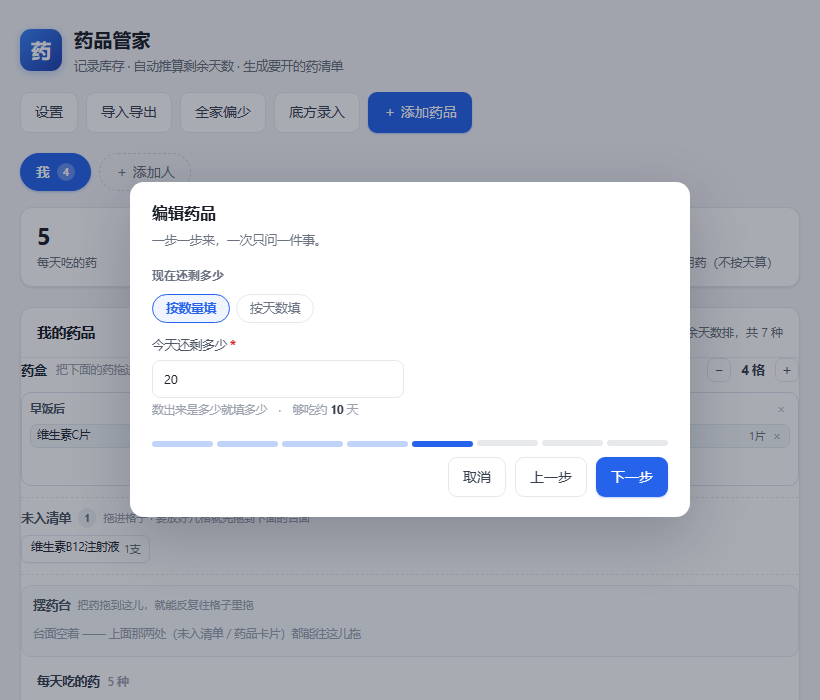 药
药品管家
记录库存 · 自动推算剩余天数 · 生成要开的药清单
设置
导入导出
全家偏少
底方录入
+ 添加药品
我 4
+ 添加人
5
每天吃的药
药（不按天算）
编辑药品
一步一步来，一次只问一件事。
现在还剩多少
按数量填
按天数填
今天还剩多少 *
20
数出来是多少就填多少 · 够吃约 10 天
取消
上一步
下一步
我的药品
余天数排，共 7 种
药盒 把下面的药拖
− 4 格 +
早饭后 ×
维生素C片 1片 ×
未入清单 1 拖进格子
维生素B12注射液 1支
摆药台 把药拖到这儿，就能反复往格子里拖
台面空着 —— 上面那两处（未入清单 / 药品卡片）都能往这儿拖
每天吃的药 5 种